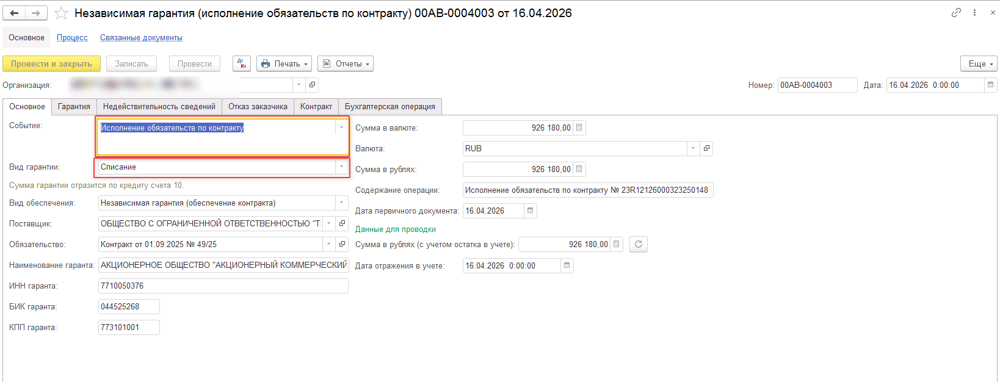 Независимая гарантия (исполнение обязательств по контракту) 00АВ-0004003 от 16.04.2026
Основное Процесс Связанные документы
Провести и закрыть Записать Провести Дт Кт Печать Отчеты Еще
Организация: Номер: 00АВ-0004003 Дата: 16.04.2026 0:00:00
Основное Гарантия Недействительность сведений Отказ заказчика Контракт Бухгалтерская операция
Событие: Исполнение обязательств по контракту Сумма в валюте: 926 180,00
Валюта: RUB
Вид гарантии: Списание Сумма в рублях: 926 180,00
Сумма гарантии отразится по кредиту счета 10.
Содержание операции: Исполнение обязательств по контракту № 23R12126000323250148
Вид обеспечения: Независимая гарантия (обеспечение контракта)
Дата первичного документа: 16.04.2026
Поставщик: ОБЩЕСТВО С ОГРАНИЧЕННОЙ ОТВЕТСТВЕННОСТЬЮ
Данные для проводки
Обязательство: Контракт от 01.09.2025 № 49/25 Сумма в рублях (с учетом остатка в учете): 926 180,00
Наименование гаранта: АКЦИОНЕРНОЕ ОБЩЕСТВО "АКЦИОНЕРНЫЙ КОММЕРЧЕСКИЙ Дата отражения в учете: 16.04.2026 0:00:00
ИНН гаранта: 7710050376
БИК гаранта: 044525268
КПП гаранта: 773101001